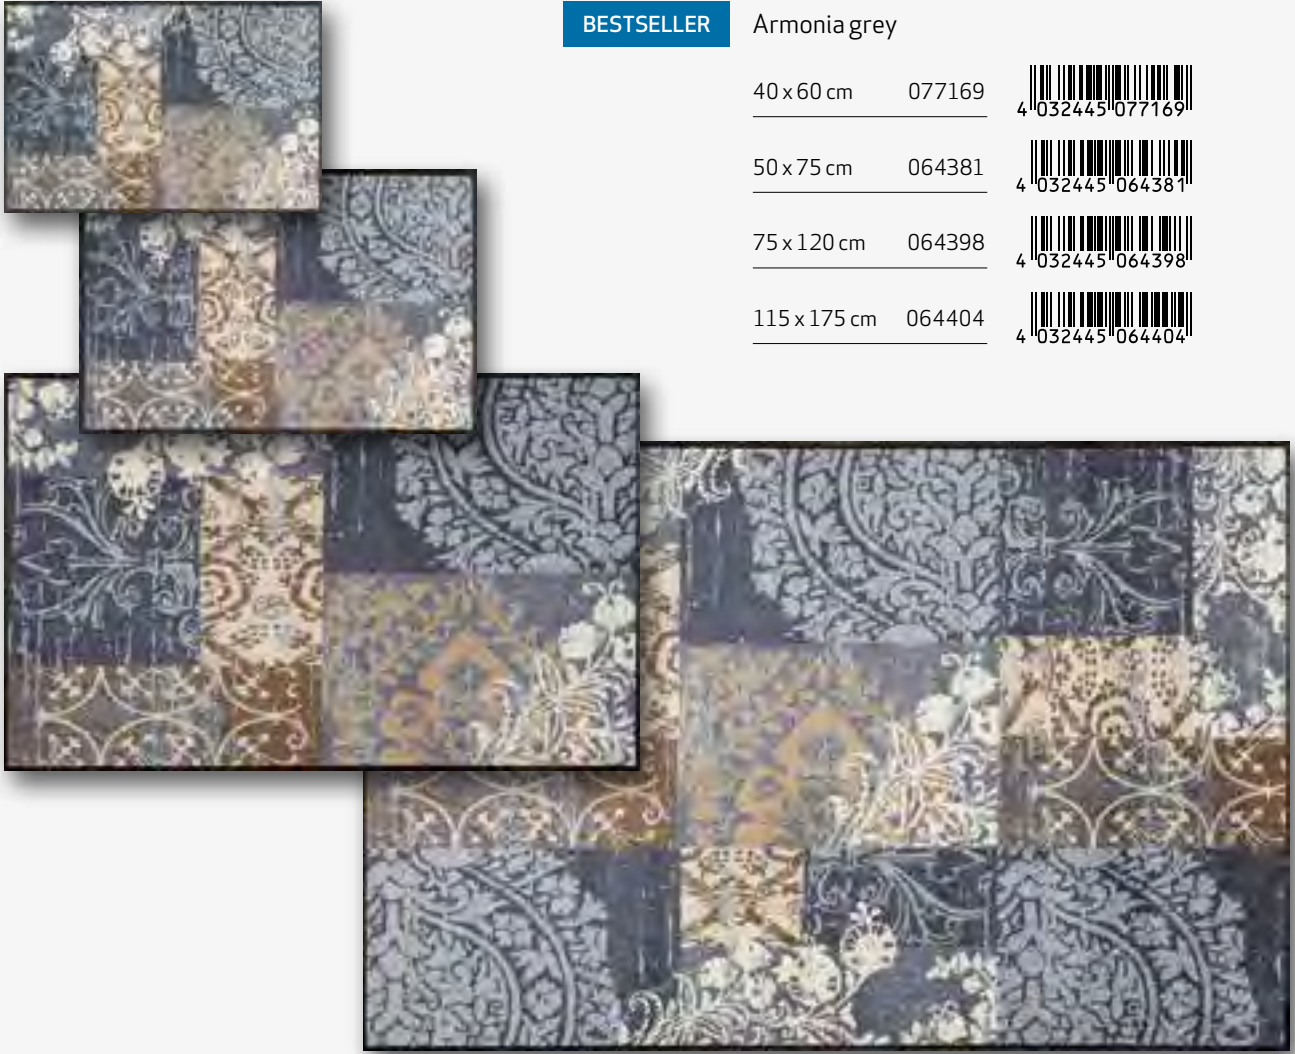 BESTSELLER Armonia grey
40 x 60 cm 077169 4 032445 077169
50 x 75 cm 064381 4 032445 064381
75 x 120 cm 064398 4 032445 064398
115 x 175 cm 064404 4 032445 064404